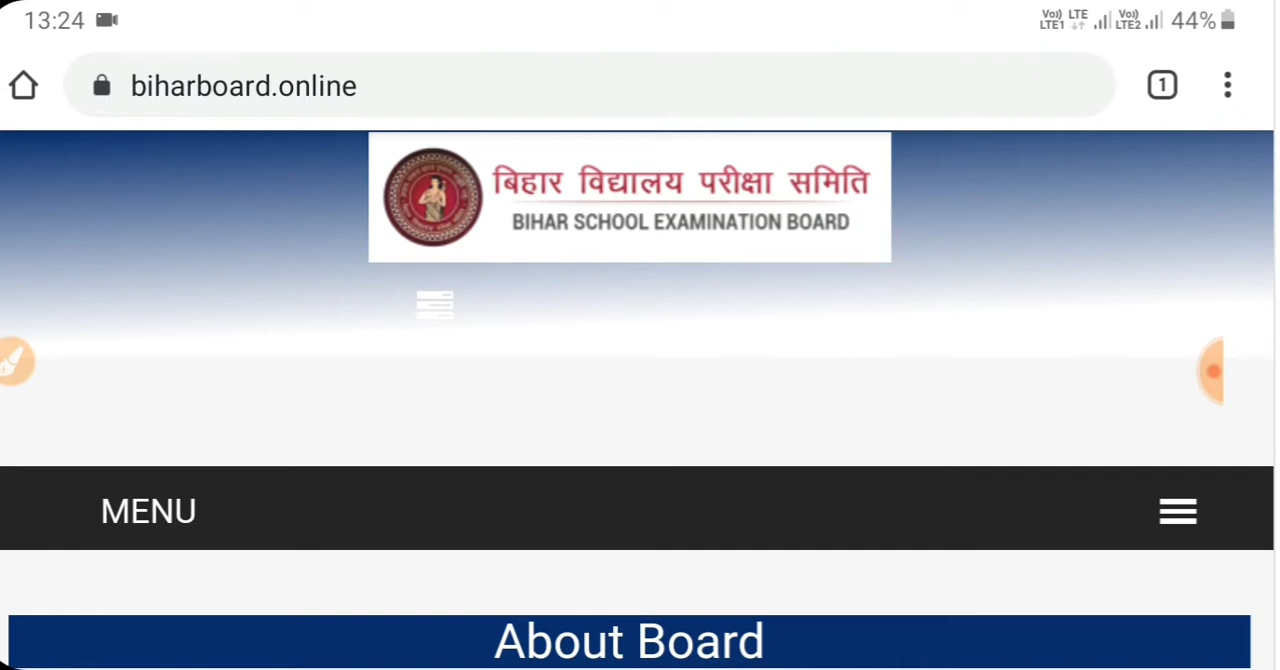 13:24 Vo)) LTE1 LTE Vo)) LTE2 44%
biharboard.online 1
बिहार विद्यालय परीक्षा समिति
BIHAR SCHOOL EXAMINATION BOARD
MENU
About Board